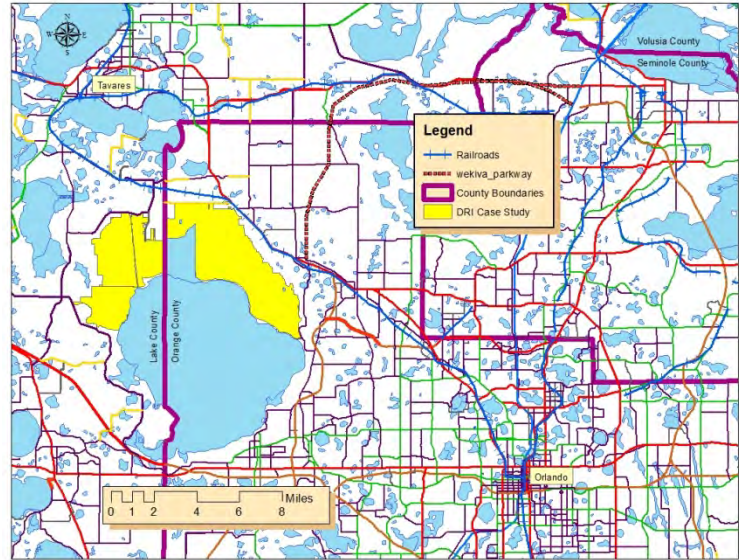 N
W E
S
Volusia County
Seminole County
Tavares
Legend
Railroads
wekiva_parkway
County Boundaries
DRI Case Study
Lake County
Orange County
Orlando
Miles
0 1 2 4 6 8